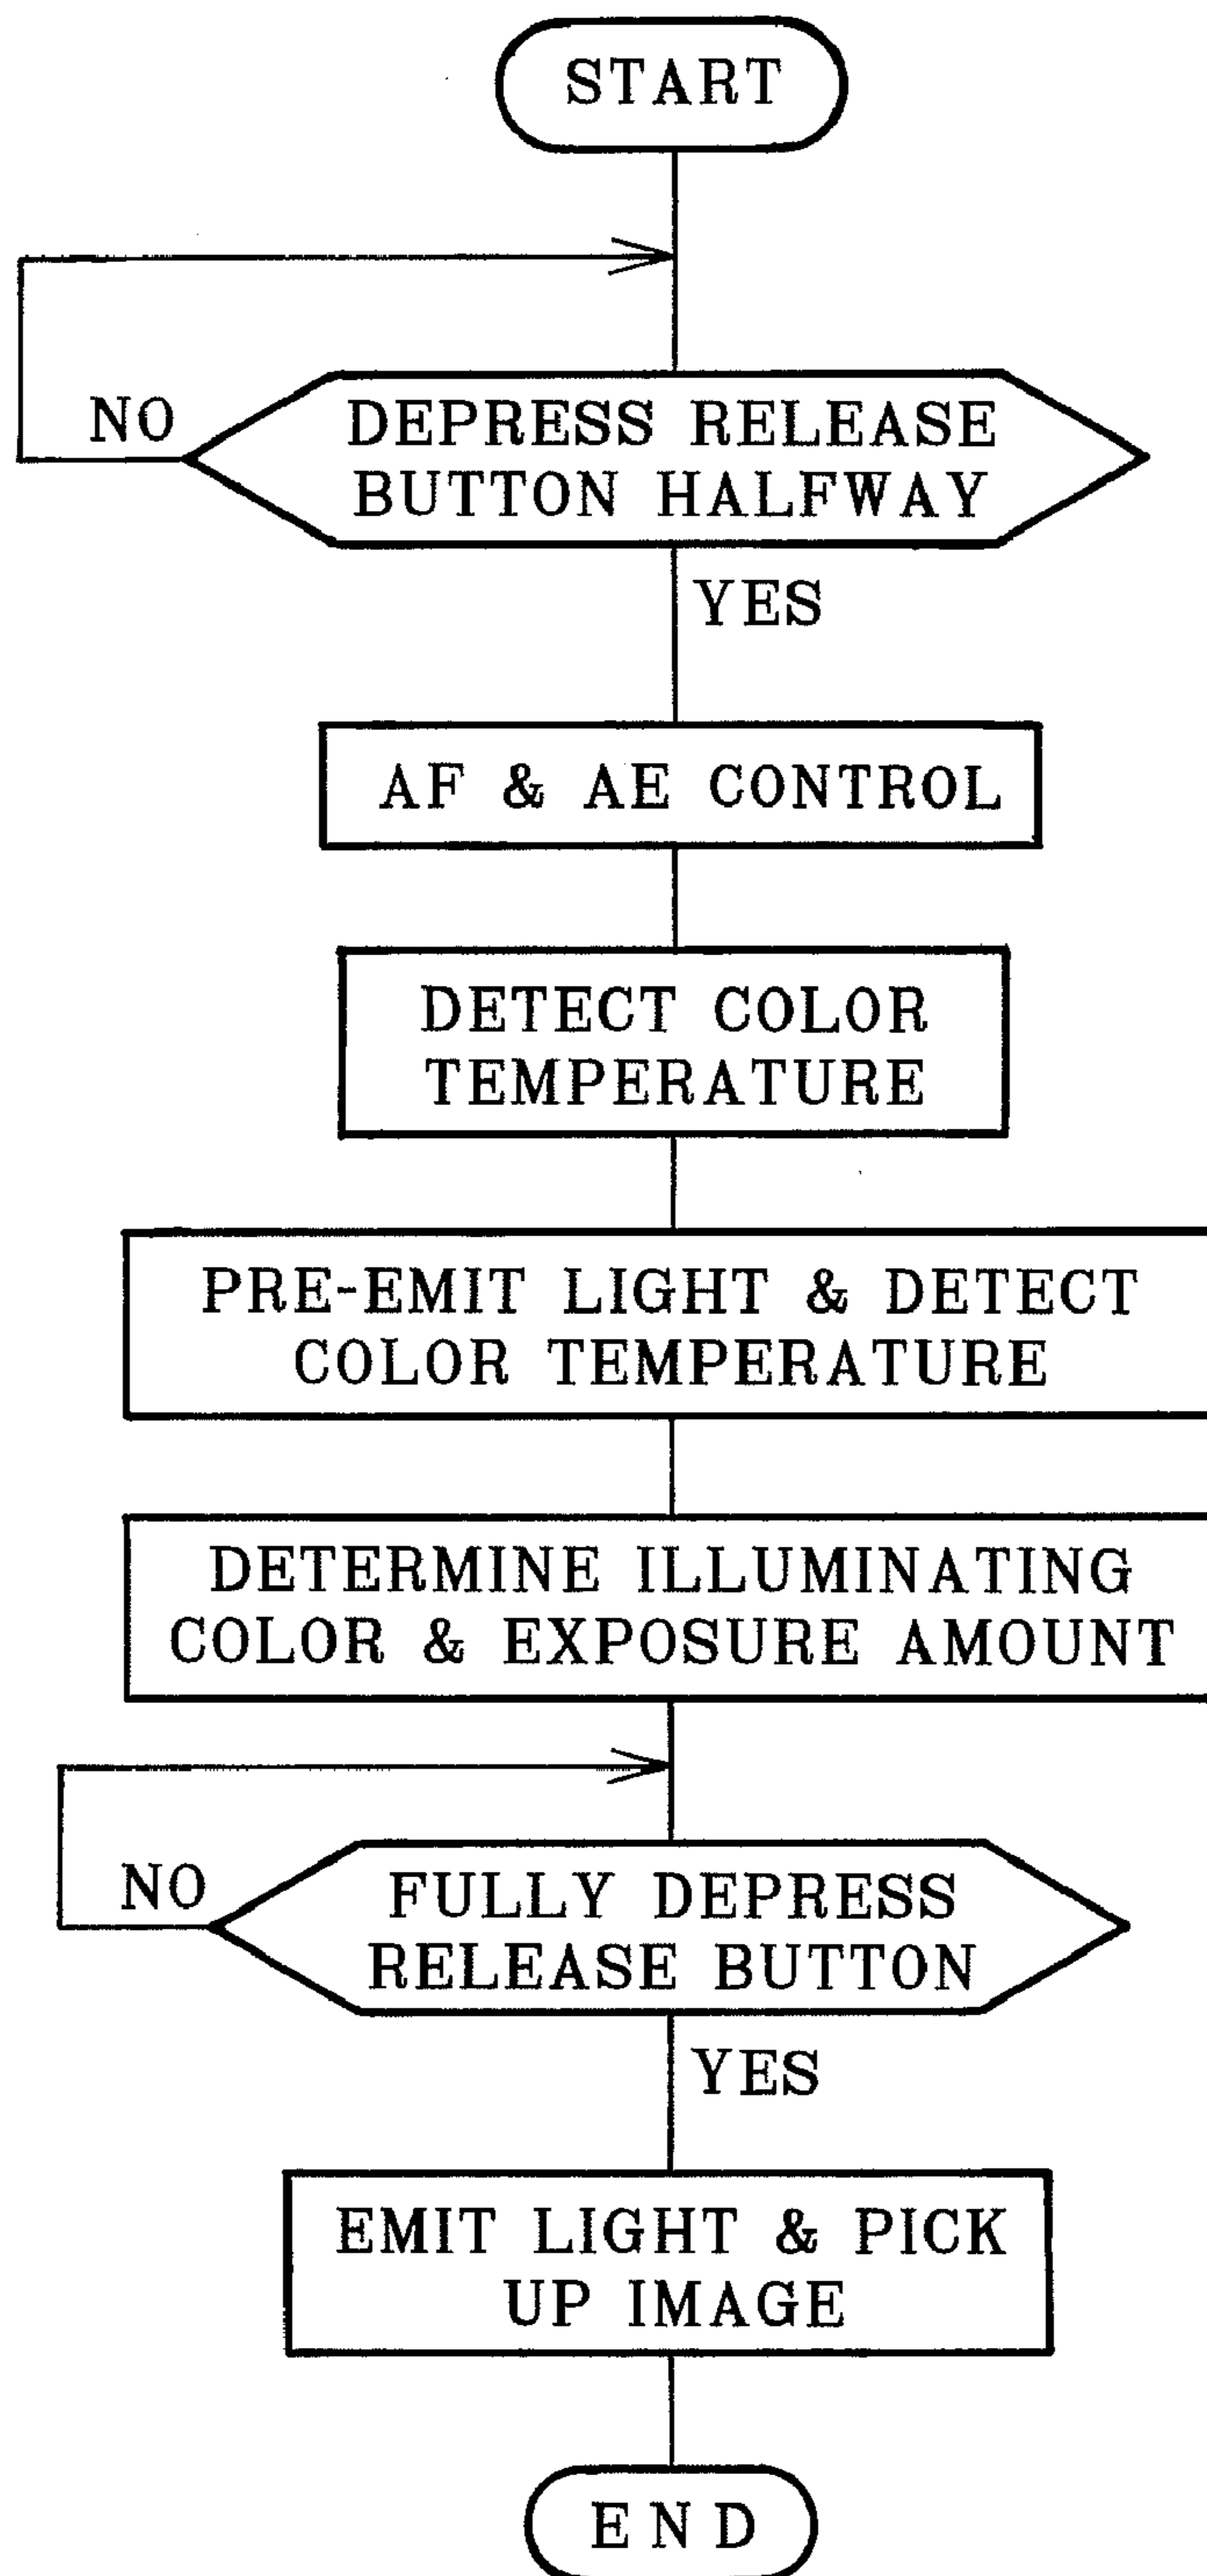 START
NO
DEPRESS RELEASE
BUTTON HALFWAY
YES
AF & AE CONTROL
DETECT COLOR
TEMPERATURE
PRE-EMIT LIGHT & DETECT
COLOR TEMPERATURE
DETERMINE ILLUMINATING
COLOR & EXPOSURE AMOUNT
NO
FULLY DEPRESS
RELEASE BUTTON
YES
EMIT LIGHT & PICK
UP IMAGE
END